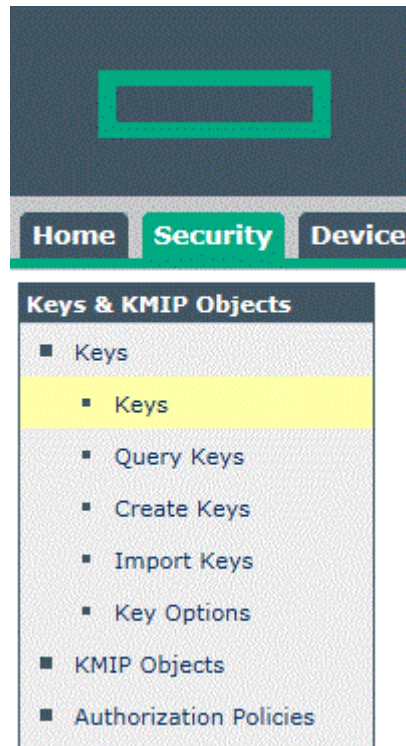 Home Security Device
Keys & KMIP Objects
Keys
Keys
Query Keys
Create Keys
Import Keys
Key Options
KMIP Objects
Authorization Policies